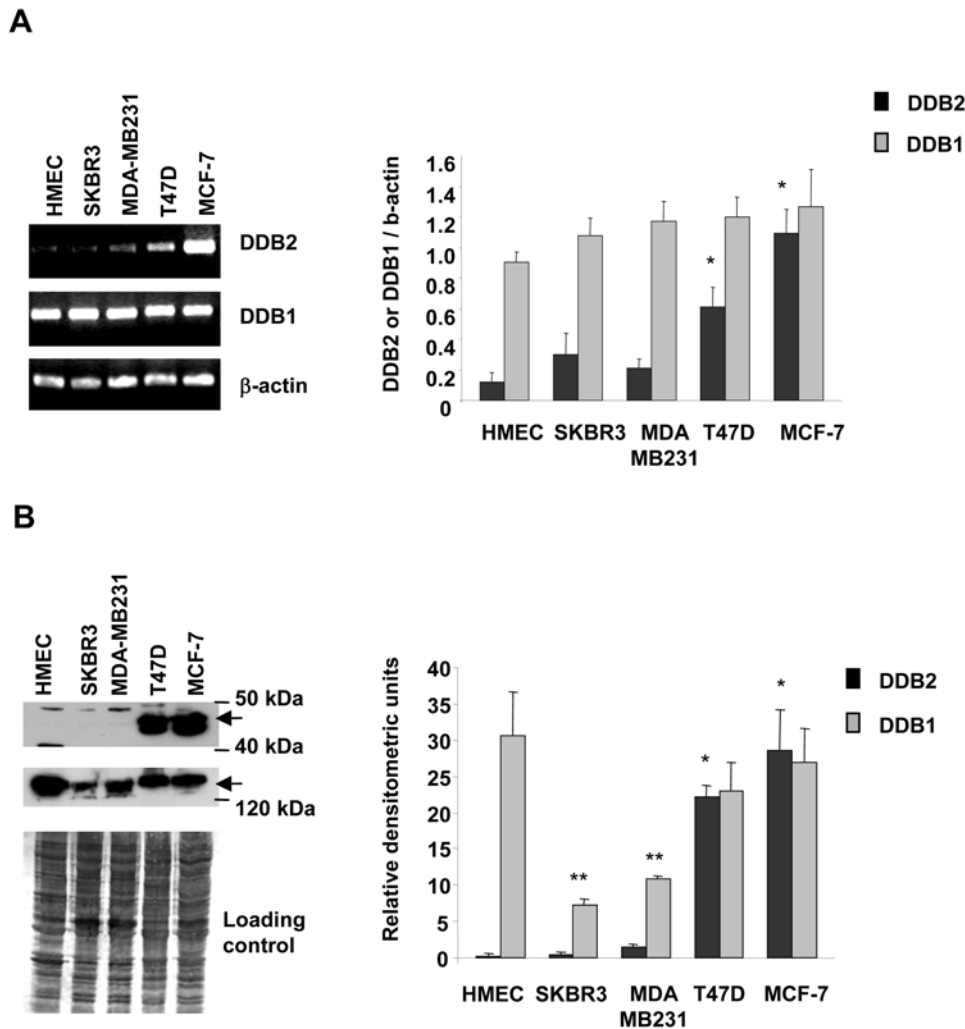 A
HMEC
SKBR3
MDA-MB231
T47D
MCF-7
DDB2
DDB1
β-actin
DDB2
DDB1
DDB2 or DDB1 / b-actin
1.6
1.4
1.2
1.0
0.8
0.6
0.4
0.2
0
*
*
HMEC SKBR3 MDA T47D MCF-7
MB231
B
HMEC
SKBR3
MDA-MB231
T47D
MCF-7
50 kDa
40 kDa
120 kDa
Loading
control
DDB2
DDB1
Relative densitometric units
40
35
30
25
20
15
10
5
0
**
**
*
*
HMEC SKBR3 MDA T47D MCF-7
MB231